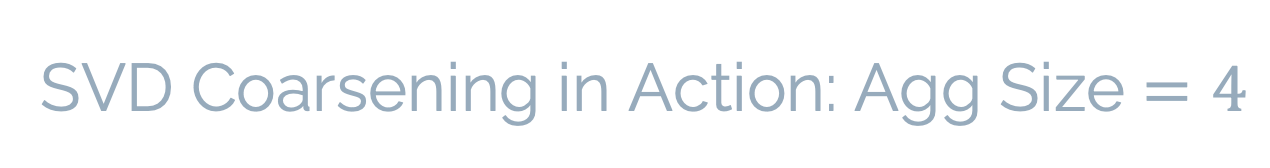 SVD Coarsening in Action: Agg Size = 4